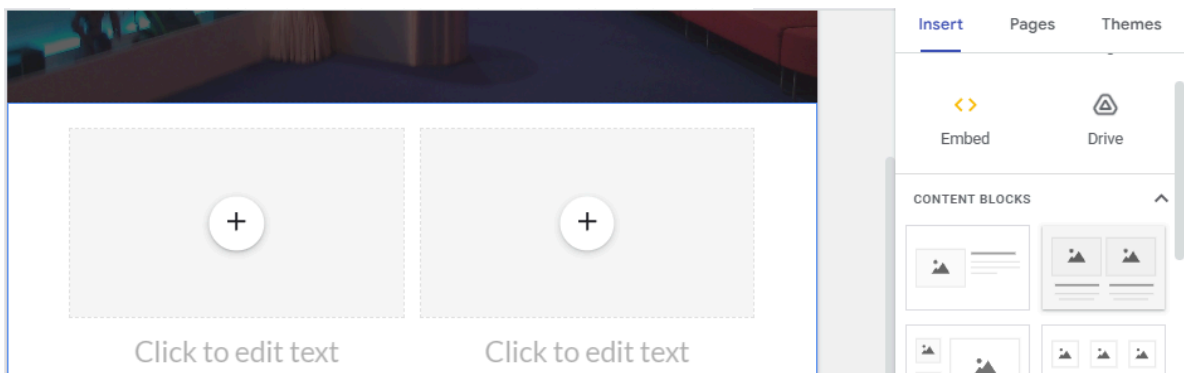 Insert Pages Themes
Embed Drive
CONTENT BLOCKS
Click to edit text Click to edit text